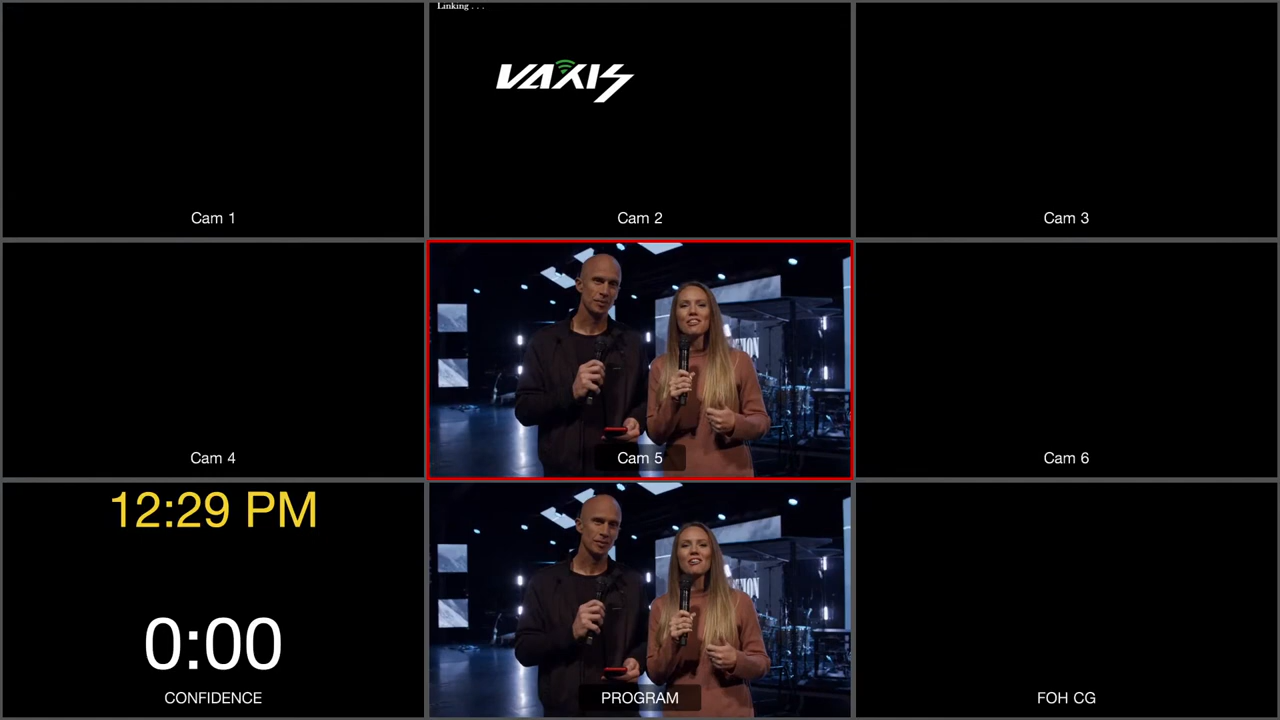 Linking . . .
VAXIS
Cam 1
Cam 2
Cam 3
Cam 4
Cam 5
Cam 6
12:29 PM
0:00
CONFIDENCE
PROGRAM
FOH CG